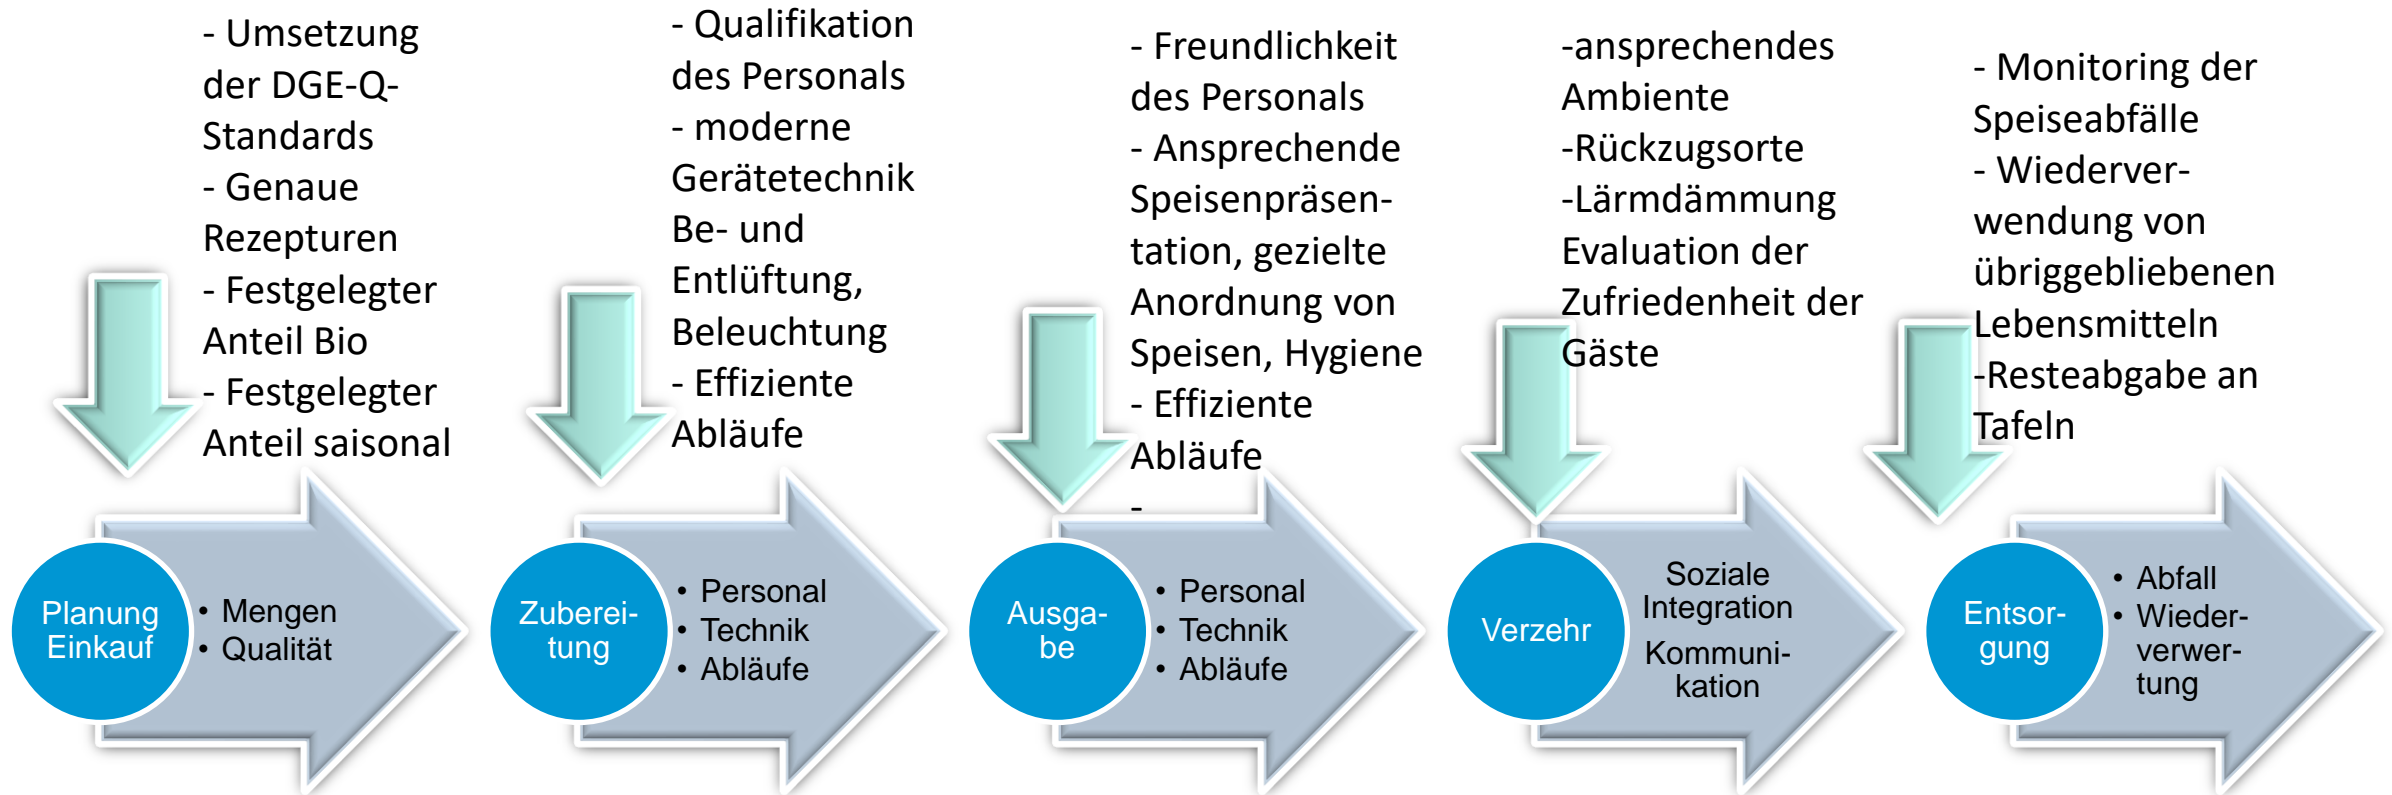 - Umsetzung
der DGE-Q-
Standards
- Genaue
Rezepturen
- Festgelegter
Anteil Bio
- Festgelegter
Anteil saisonal
- Qualifikation
des Personals
- moderne
Gerätetechnik
Be- und
Entlüftung,
Beleuchtung
- Effiziente
Abläufe
- Freundlichkeit
des Personals
- Ansprechende
Speisenpräsen-
tation, gezielte
Anordnung von
Speisen, Hygiene
- Effiziente
Abläufe
-
-ansprechendes
Ambiente
-Rückzugsorte
-Lärmdämmung
Evaluation der
Zufriedenheit der
Gäste
- Monitoring der
Speiseabfälle
- Wiederver-
wendung von
übriggebliebenen
Lebensmitteln
-Resteabgabe an
Tafeln
Planung
Einkauf
• Mengen
• Qualität
Zuberei-
tung
• Personal
• Technik
• Abläufe
Ausga-
be
• Personal
• Technik
• Abläufe
Verzehr
Soziale
Integration
Kommuni-
kation
Entsor-
gung
• Abfall
• Wieder-
verwer-
tung